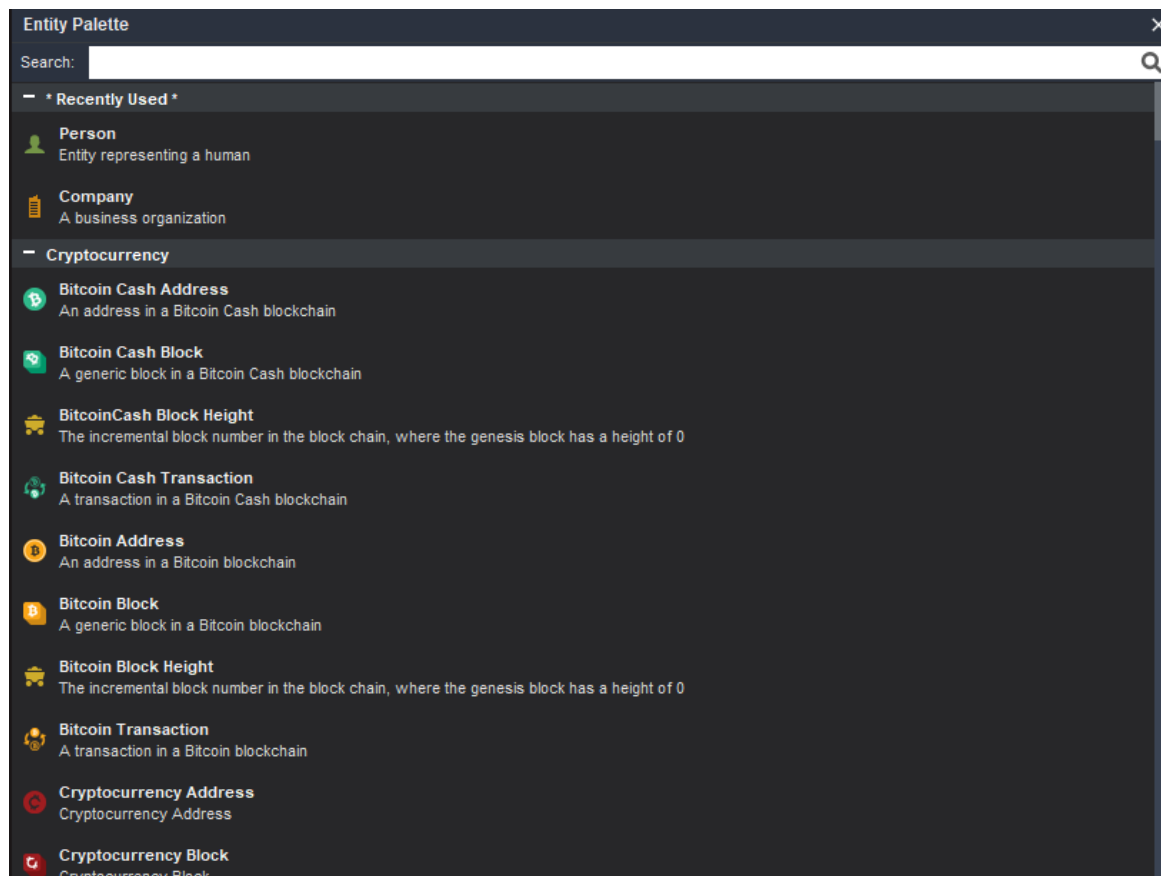 Entity Palette
Search:
* Recently Used *
Person
Entity representing a human
Company
A business organization
Cryptocurrency
Bitcoin Cash Address
An address in a Bitcoin Cash blockchain
Bitcoin Cash Block
A generic block in a Bitcoin Cash blockchain
BitcoinCash Block Height
The incremental block number in the block chain, where the genesis block has a height of 0
Bitcoin Cash Transaction
A transaction in a Bitcoin Cash blockchain
Bitcoin Address
An address in a Bitcoin blockchain
Bitcoin Block
A generic block in a Bitcoin blockchain
Bitcoin Block Height
The incremental block number in the block chain, where the genesis block has a height of 0
Bitcoin Transaction
A transaction in a Bitcoin blockchain
Cryptocurrency Address
Cryptocurrency Address
Cryptocurrency Block
Cryptocurrency Block